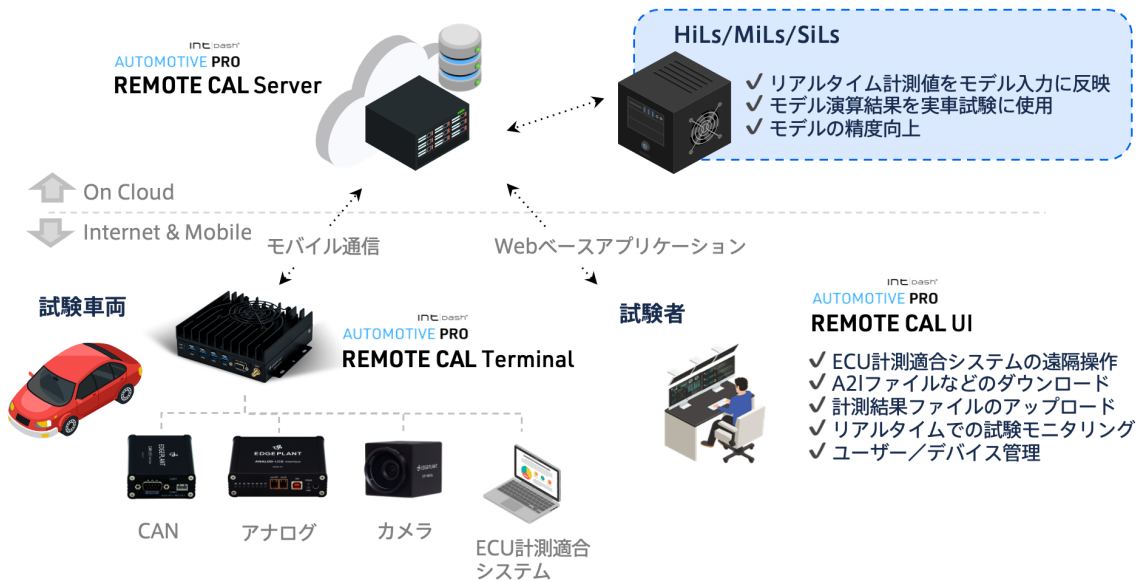 intdash
AUTOMOTIVE PRO
REMOTE CAL Server
HiLs/MiLs/SiLs
✓ リアルタイム計測値をモデル入力に反映
✓ モデル演算結果を実車試験に使用
✓ モデルの精度向上
On Cloud
Internet & Mobile
モバイル通信
Webベースアプリケーション
試験車両
intdash
AUTOMOTIVE PRO
REMOTE CAL Terminal
試験者
intdash
AUTOMOTIVE PRO
REMOTE CAL UI
✓ ECU計測適合システムの遠隔操作
✓ A2lファイルなどのダウンロード
✓ 計測結果ファイルのアップロード
✓ リアルタイムでの試験モニタリング
✓ ユーザー／デバイス管理
EDGEPLANT
EDGEPLANT
ANALOG-USB Interface
EDGEPLANT
CAN
アナログ
カメラ
ECU計測適合
システム